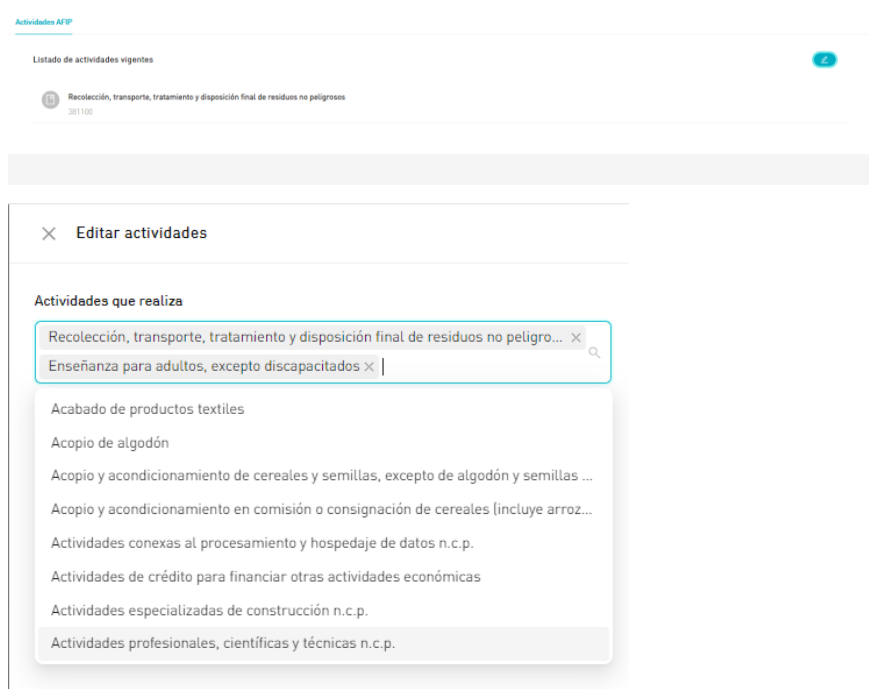 Actividades AFIP
Listado de actividades vigentes
Recolección, transporte, tratamiento y disposición final de residuos no peligrosos
381100
Editar actividades
Actividades que realiza
Recolección, transporte, tratamiento y disposición final de residuos no peligro...
Enseñanza para adultos, excepto discapacitados
Acabado de productos textiles
Acopio de algodón
Acopio y acondicionamiento de cereales y semillas, excepto de algodón y semillas ...
Acopio y acondicionamiento en comisión o consignación de cereales (incluye arroz...
Actividades conexas al procesamiento y hospedaje de datos n.c.p.
Actividades de crédito para financiar otras actividades económicas
Actividades especializadas de construcción n.c.p.
Actividades profesionales, científicas y técnicas n.c.p.